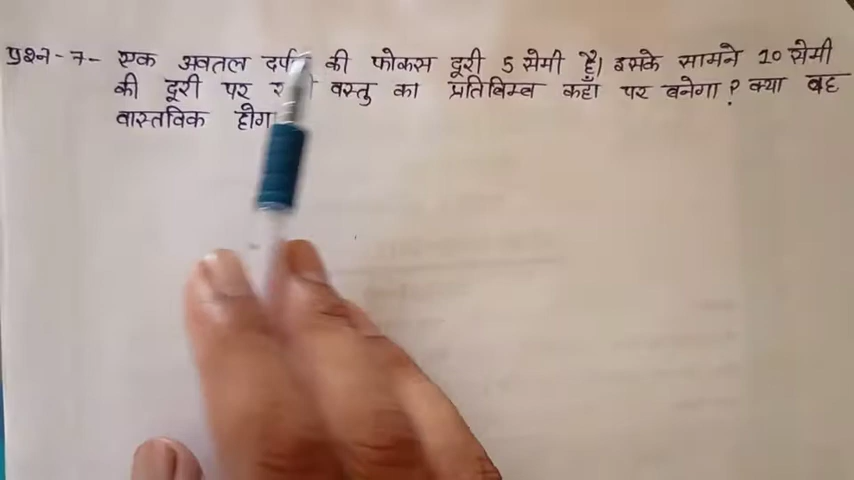 प्रश्न-7- एक अवतल की फोकस दूरी 5 सेमी है। इसके सामने 10 सेमी
की दूरी पर वस्तु का प्रतिबिम्ब कहाँ पर बनेगा? क्या वह
वास्तविक